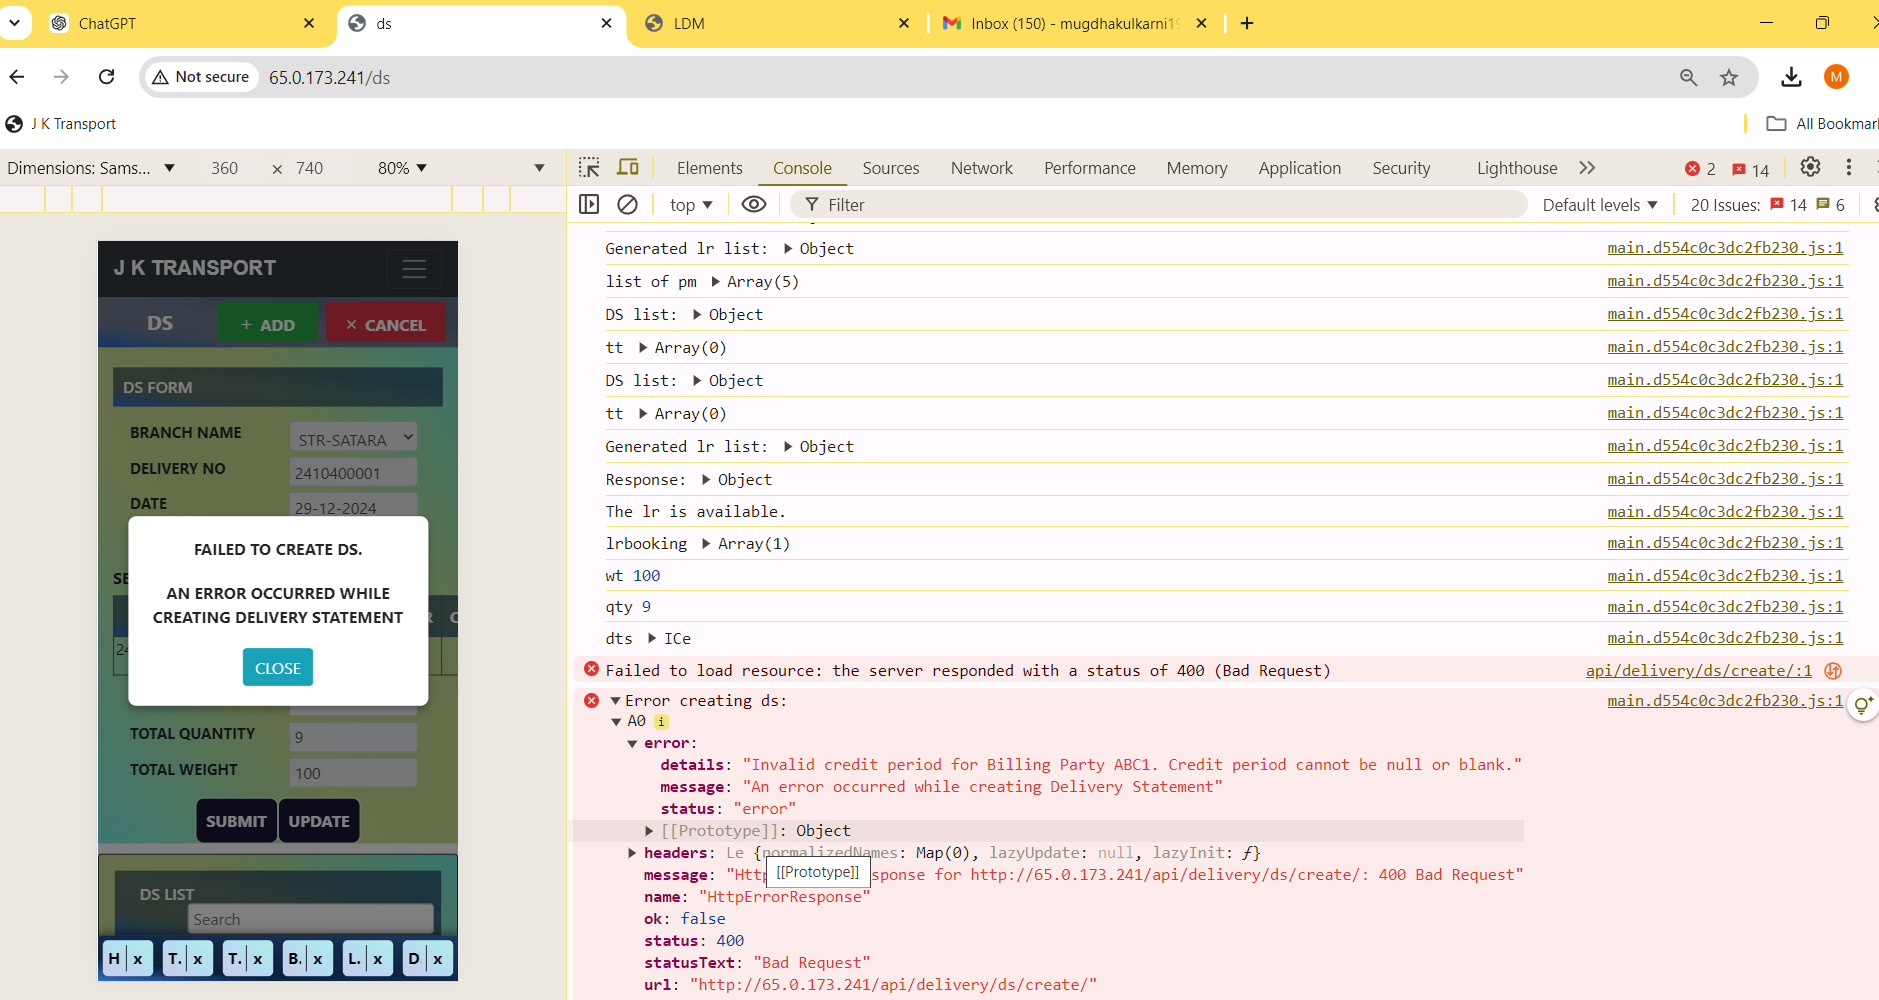 ChatGPT
ds
LDM
Inbox (150) - mugdhakulkarni19
Not secure
65.0.173.241/ds
M
J K Transport
All Bookmar
Dimensions: Sams...
360
×
740
80%
Elements
Console
Sources
Network
Performance
Memory
Application
Security
Lighthouse
2
14
top
Filter
Default levels
20 Issues:
14
6
J K TRANSPORT
DS
+ ADD
× CANCEL
DS FORM
BRANCH NAME
STR-SATARA
DELIVERY NO
2410400001
DATE
29-12-2024
FAILED TO CREATE DS.
AN ERROR OCCURRED WHILE
CREATING DELIVERY STATEMENT
CLOSE
SE
R
C
24
TOTAL QUANTITY
9
TOTAL WEIGHT
100
SUBMIT
UPDATE
DS LIST
Search
H x
T. x
T. x
B. x
L. x
D x
Generated lr list: Object main.d554c0c3dc2fb230.js:1
list of pm Array(5) main.d554c0c3dc2fb230.js:1
DS list: Object main.d554c0c3dc2fb230.js:1
tt Array(0) main.d554c0c3dc2fb230.js:1
DS list: Object main.d554c0c3dc2fb230.js:1
tt Array(0) main.d554c0c3dc2fb230.js:1
Generated lr list: Object main.d554c0c3dc2fb230.js:1
Response: Object main.d554c0c3dc2fb230.js:1
The lr is available. main.d554c0c3dc2fb230.js:1
lrbooking Array(1) main.d554c0c3dc2fb230.js:1
wt 100 main.d554c0c3dc2fb230.js:1
qty 9 main.d554c0c3dc2fb230.js:1
dts ICe main.d554c0c3dc2fb230.js:1
Failed to load resource: the server responded with a status of 400 (Bad Request) api/delivery/ds/create/:1
Error creating ds: main.d554c0c3dc2fb230.js:1
A0 i
error:
details: "Invalid credit period for Billing Party ABC1. Credit period cannot be null or blank."
message: "An error occurred while creating Delivery Statement"
status: "error"
[[Prototype]]: Object
headers: Le {normalizedNames: Map(0), lazyUpdate: null, lazyInit: ƒ}
[[Prototype]]
message: "Htt sponse for http://65.0.173.241/api/delivery/ds/create/: 400 Bad Request"
name: "HttpErrorResponse"
ok: false
status: 400
statusText: "Bad Request"
url: "http://65.0.173.241/api/delivery/ds/create/"